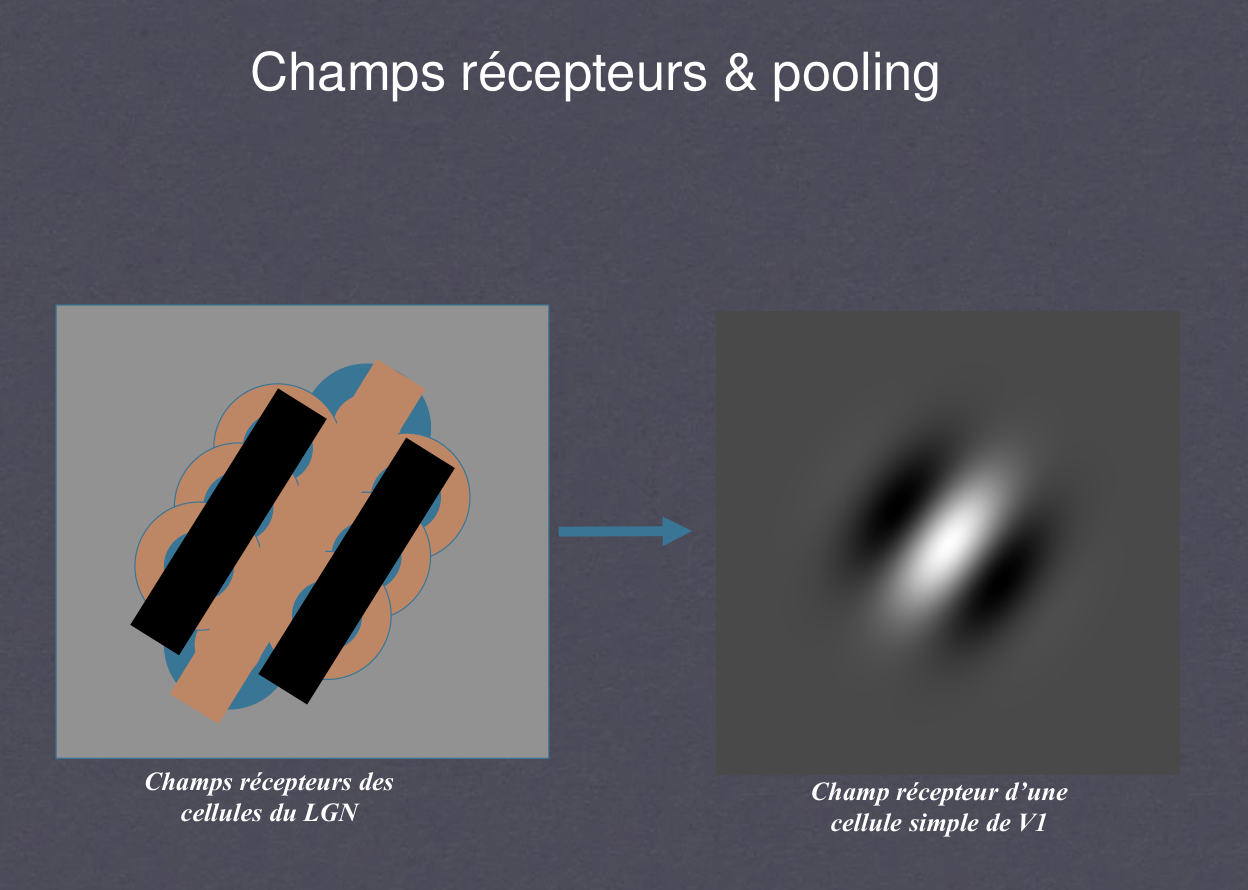 Champs récepteurs & pooling
Champs récepteurs des
cellules du LGN
Champ récepteur d’une
cellule simple de V1